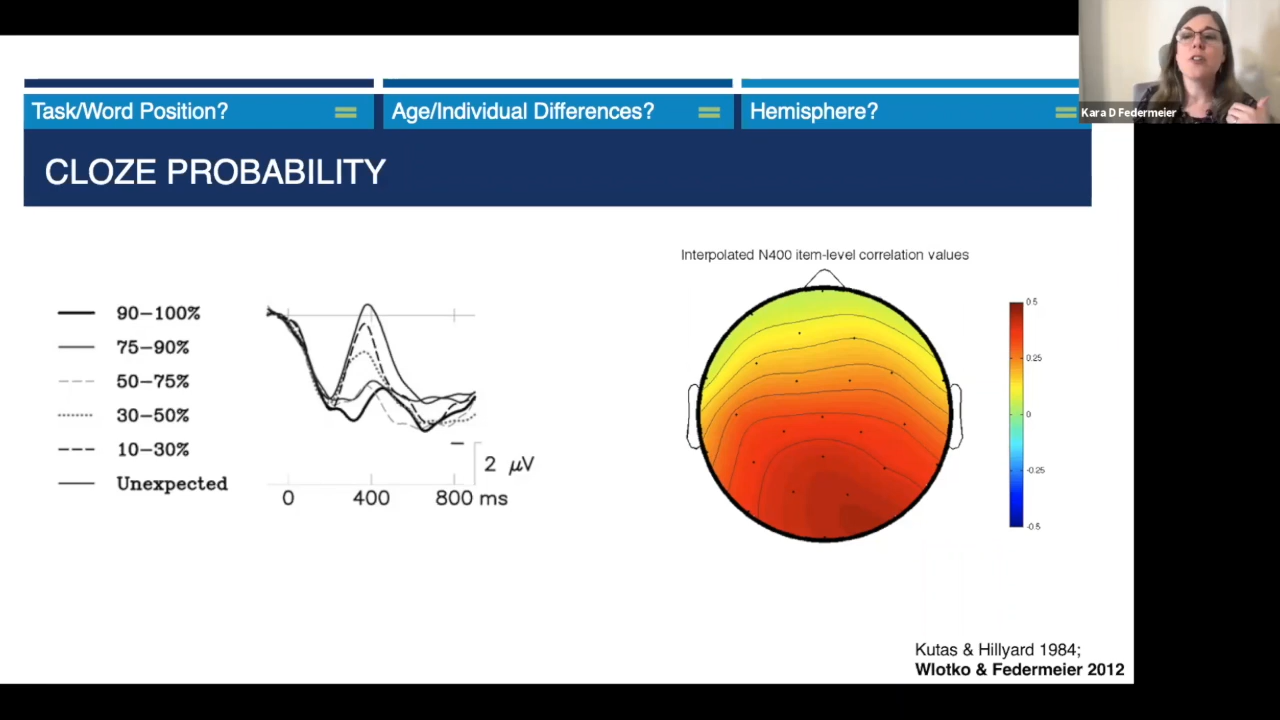 Kara D Federmeier
Task/Word Position?
Age/Individual Differences?
Hemisphere?
CLOZE PROBABILITY
90–100%
75–90%
50–75%
30–50%
10–30%
Unexpected
2 μV
0 400 800 ms
Interpolated N400 item-level correlation values
0.5
0.25
0
-0.25
-0.5
Kutas & Hillyard 1984;
Wlotko & Federmeier 2012